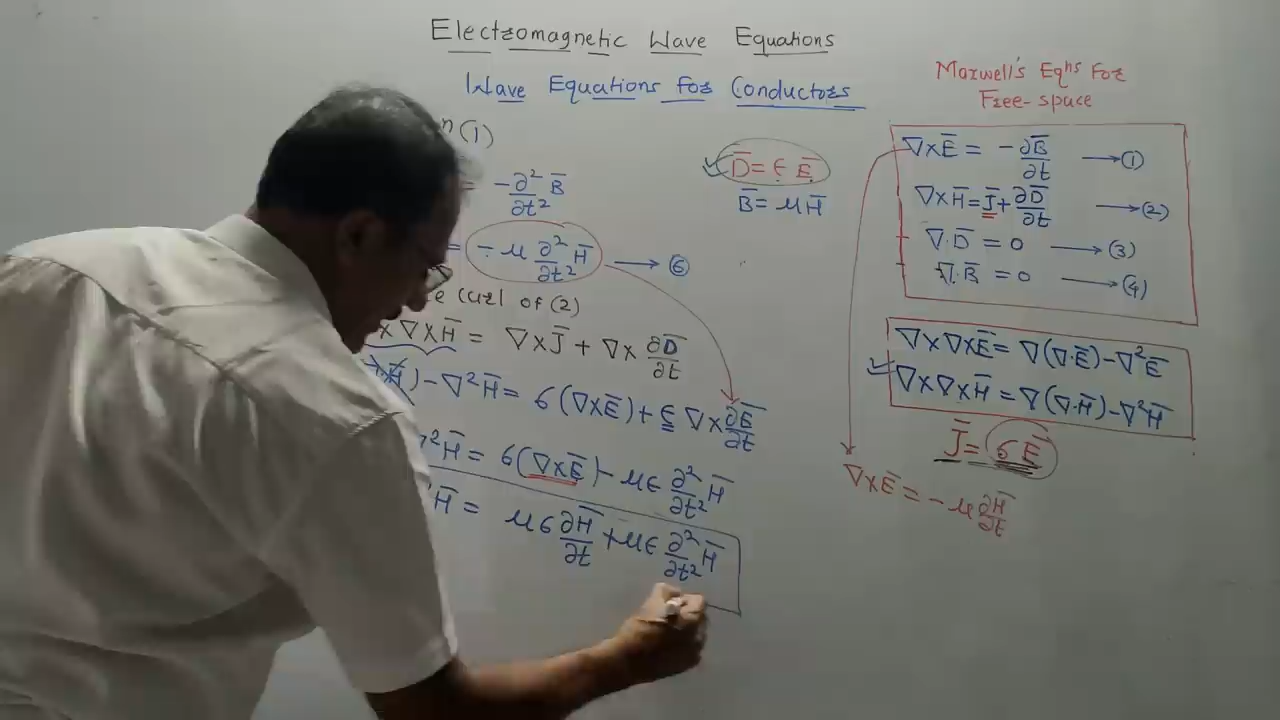 Electromagnetic Wave Equations
Wave Equations for Conductors
n (1)
= -∂²/∂t² B̅
= -μ ∂²/∂t² H̅ → ⑥
curl of (2)
×∇×H̅ = ∇×J̅ + ∇× ∂D̅/∂t
H̅) - ∇²H̅ = σ(∇×E̅) + ε ∇× ∂E̅/∂t
∇²H̅ = σ(∇×E̅) - με ∂²/∂t² H̅
H̅ = μσ ∂H̅/∂t + με ∂²/∂t² H̅
D̅ = ε E̅
B̅ = μH̅
Maxwell's Eqns For
Free-space
∇×E̅ = -∂B̅/∂t → ①
∇×H̅ = J̅ + ∂D̅/∂t → (2)
∇.D̅ = 0 → (3)
∇.B̅ = 0 → (4)
∇×∇×E̅ = ∇(∇.E̅) - ∇²E̅
∇×∇×H̅ = ∇(∇.H̅) - ∇²H̅
J̅ = σE̅
∇×E̅ = -μ ∂H̅/∂t